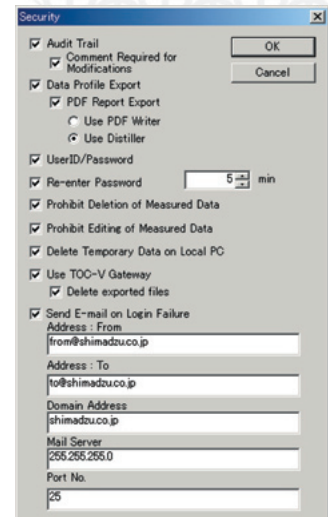 Security
Audit Trail
OK
Comment Required for
Modifications
Cancel
Data Profile Export
PDF Report Export
Use PDF Writer
Use Distiller
UserID/Password
Re-enter Password 5 min
Prohibit Deletion of Measured Data
Prohibit Editing of Measured Data
Delete Temporary Data on Local PC
Use TOC-V Gateway
Delete exported files
Send E-mail on Login Failure
Address : From
from@shimadzu.co.jp
Address : To
to@shimadzu.co.jp
Domain Address
shimadzu.co.jp
Mail Server
255.255.255.0
Port No.
25